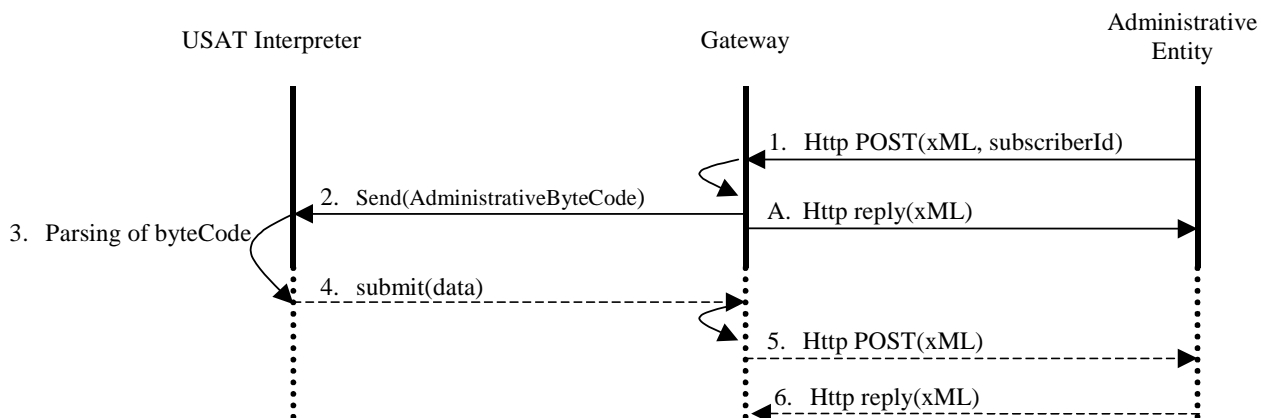 Administrative
Entity
USAT Interpreter
Gateway
1. Http POST(xML, subscriberId)
2. Send(AdministrativeByteCode)
A. Http reply(xML)
3. Parsing of byteCode
4. submit(data)
5. Http POST(xML)
6. Http reply(xML)